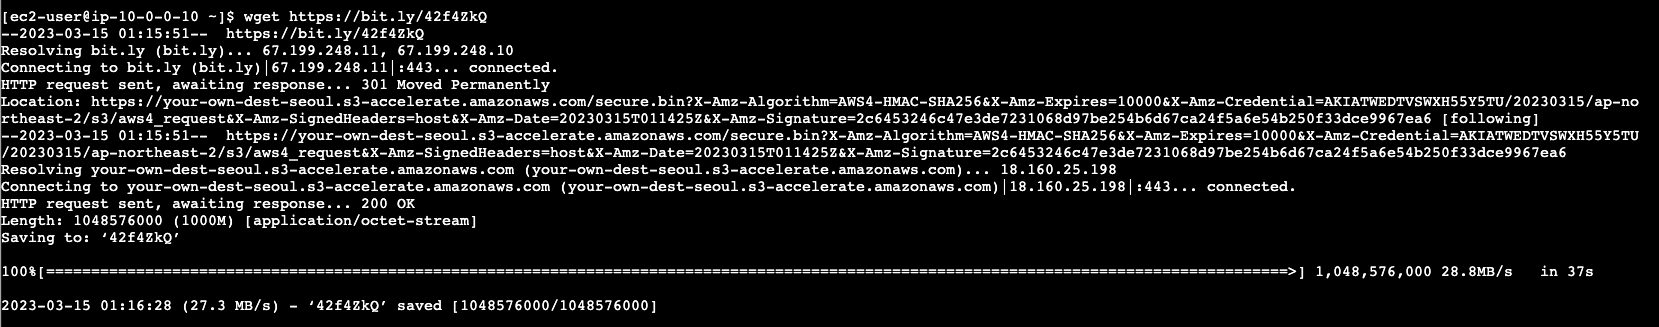 [ec2-user@ip-10-0-0-10 ~]$ wget https://bit.ly/42f4ZkQ
--2023-03-15 01:15:51--  https://bit.ly/42f4ZkQ
Resolving bit.ly (bit.ly)... 67.199.248.11, 67.199.248.10
Connecting to bit.ly (bit.ly)|67.199.248.11|:443... connected.
HTTP request sent, awaiting response... 301 Moved Permanently
Location: https://your-own-dest-seoul.s3-accelerate.amazonaws.com/secure.bin?X-Amz-Algorithm=AWS4-HMAC-SHA256&X-Amz-Expires=10000&X-Amz-Credential=AKIATWEDTVSWXH55Y5TU/20230315/ap-no
rtheast-2/s3/aws4_request&X-Amz-SignedHeaders=host&X-Amz-Date=20230315T011425Z&X-Amz-Signature=2c6453246c47e3de7231068d97be254b6d67ca24f5a6e54b250f33dce9967ea6 [following]
--2023-03-15 01:15:51--  https://your-own-dest-seoul.s3-accelerate.amazonaws.com/secure.bin?X-Amz-Algorithm=AWS4-HMAC-SHA256&X-Amz-Expires=10000&X-Amz-Credential=AKIATWEDTVSWXH55Y5TU
/20230315/ap-northeast-2/s3/aws4_request&X-Amz-SignedHeaders=host&X-Amz-Date=20230315T011425Z&X-Amz-Signature=2c6453246c47e3de7231068d97be254b6d67ca24f5a6e54b250f33dce9967ea6
Resolving your-own-dest-seoul.s3-accelerate.amazonaws.com (your-own-dest-seoul.s3-accelerate.amazonaws.com)... 18.160.25.198
Connecting to your-own-dest-seoul.s3-accelerate.amazonaws.com (your-own-dest-seoul.s3-accelerate.amazonaws.com)|18.160.25.198|:443... connected.
HTTP request sent, awaiting response... 200 OK
Length: 1048576000 (1000M) [application/octet-stream]
Saving to: ‘42f4ZkQ’
100%[==========================================================================================================================================>] 1,048,576,000 28.8MB/s   in 37s
2023-03-15 01:16:28 (27.3 MB/s) - ‘42f4ZkQ’ saved [1048576000/1048576000]